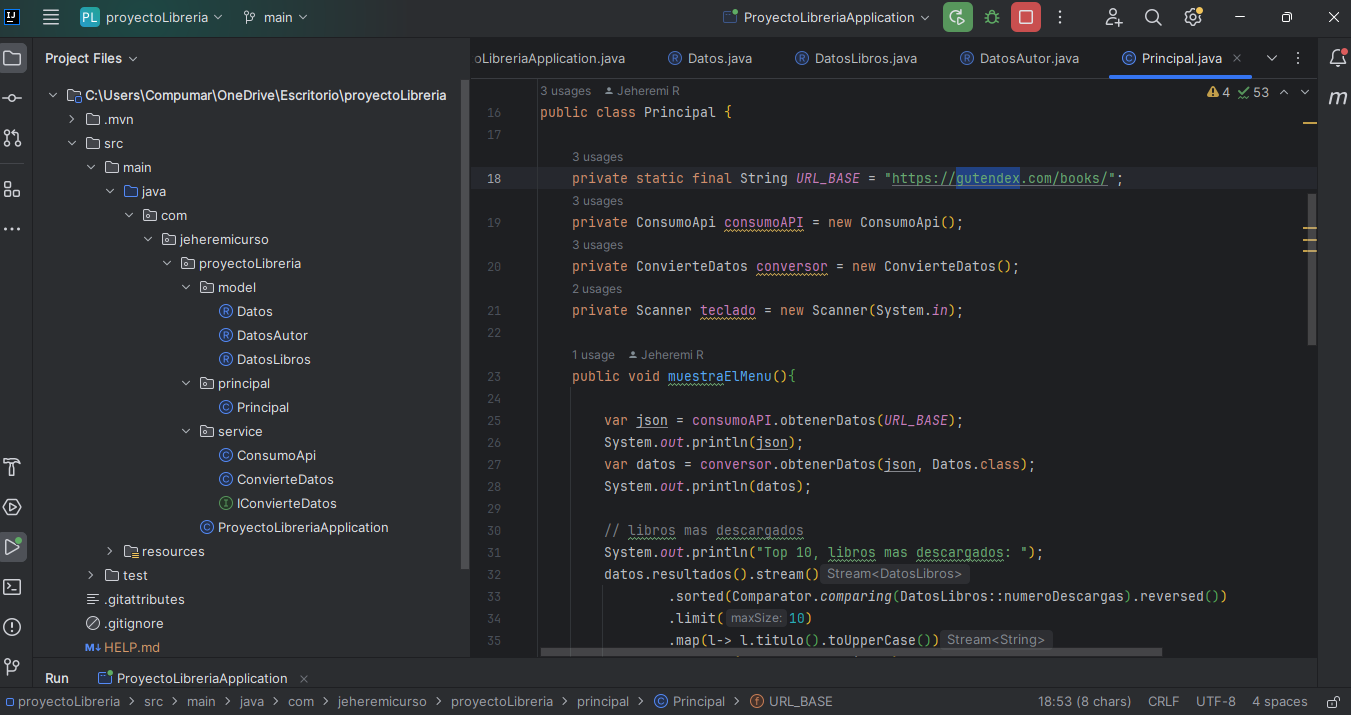 PL proyectoLibreria main ProyectoLibreriaApplication
Project Files
oLibreriaApplication.java Datos.java DatosLibros.java DatosAutor.java Principal.java
C:\Users\Compumar\OneDrive\Escritorio\proyectoLibreria
.mvn
src
main
java
com
jeheremicurso
proyectoLibreria
model
Datos
DatosAutor
DatosLibros
principal
Principal
service
ConsumoApi
ConvierteDatos
IConvierteDatos
ProyectoLibreriaApplication
resources
test
.gitattributes
.gitignore
HELP.md
3 usages Jeheremi R
4 53
16 public class Principal {
17
3 usages
18 private static final String URL_BASE = "https://gutendex.com/books/";
3 usages
19 private ConsumoApi consumoAPI = new ConsumoApi();
3 usages
20 private ConvierteDatos conversor = new ConvierteDatos();
2 usages
21 private Scanner teclado = new Scanner(System.in);
22
1 usage Jeheremi R
23 public void muestraElMenu(){
24
25 var json = consumoAPI.obtenerDatos(URL_BASE);
26 System.out.println(json);
27 var datos = conversor.obtenerDatos(json, Datos.class);
28 System.out.println(datos);
29
30 // libros mas descargados
31 System.out.println("Top 10, libros mas descargados: ");
32 datos.resultados().stream() Stream<DatosLibros>
33 .sorted(Comparator.comparing(DatosLibros::numeroDescargas).reversed())
34 .limit( maxSize: 10)
35 .map(l-> l.titulo().toUpperCase()) Stream<String>
Run ProyectoLibreriaApplication
proyectoLibreria > src > main > java > com > jeheremicurso > proyectoLibreria > principal > Principal > URL_BASE
18:53 (8 chars) CRLF UTF-8 4 spaces